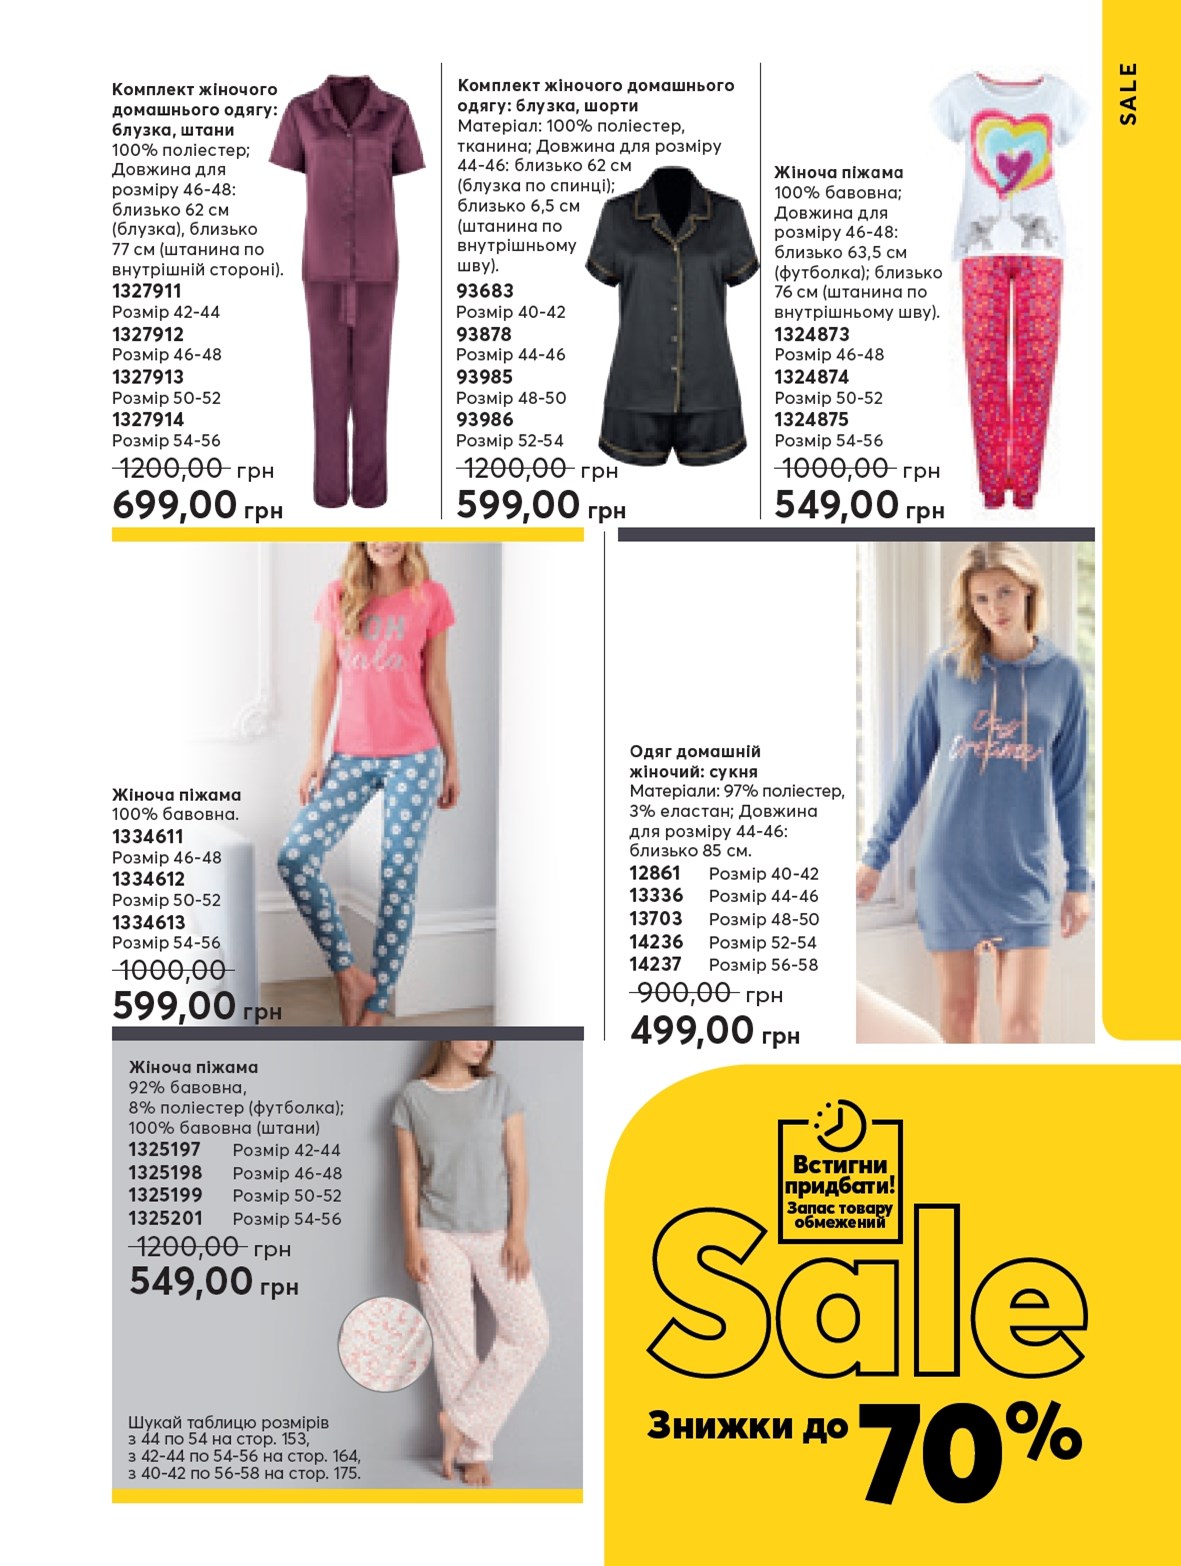 SALE
Комплект жіночого
домашнього одягу:
блузка, штани
100% поліестер;
Довжина для
розміру 46-48:
близько 62 см
(блузка), близько
77 см (штанина по
внутрішній стороні).
1327911
Розмір 42-44
1327912
Розмір 46-48
1327913
Розмір 50-52
1327914
Розмір 54-56
1200,00 грн
699,00 грн
Комплект жіночого домашнього
одягу: блузка, шорти
Матеріал: 100% поліестер,
тканина; Довжина для розміру
44-46: близько 62 см
(блузка по спинці);
близько 6,5 см
(штанина по
внутрішньому
шву).
93683
Розмір 40-42
93878
Розмір 44-46
93985
Розмір 48-50
93986
Розмір 52-54
1200,00 грн
599,00 грн
Жіноча піжама
100% бавовна;
Довжина для
розміру 46-48:
близько 63,5 см
(футболка); близько
76 см (штанина по
внутрішньому шву).
1324873
Розмір 46-48
1324874
Розмір 50-52
1324875
Розмір 54-56
1000,00 грн
549,00 грн
Жіноча піжама
100% бавовна.
1334611
Розмір 46-48
1334612
Розмір 50-52
1334613
Розмір 54-56
1000,00
599,00 грн
Одяг домашній
жіночий: сукня
Матеріали: 97% поліестер,
3% еластан; Довжина
для розміру 44-46:
близько 85 см.
12861 Розмір 40-42
13336 Розмір 44-46
13703 Розмір 48-50
14236 Розмір 52-54
14237 Розмір 56-58
900,00 грн
499,00 грн
Day
Dreamer
Жіноча піжама
92% бавовна,
8% поліестер (футболка);
100% бавовна (штани)
1325197 Розмір 42-44
1325198 Розмір 46-48
1325199 Розмір 50-52
1325201 Розмір 54-56
1200,00 грн
549,00 грн
Шукай таблицю розмірів
з 44 по 54 на стор. 153,
з 42-44 по 54-56 на стор. 164,
з 40-42 по 56-58 на стор. 175.
Встигни
придбати!
Запас товару
обмежений
Sale
Знижки до 70%